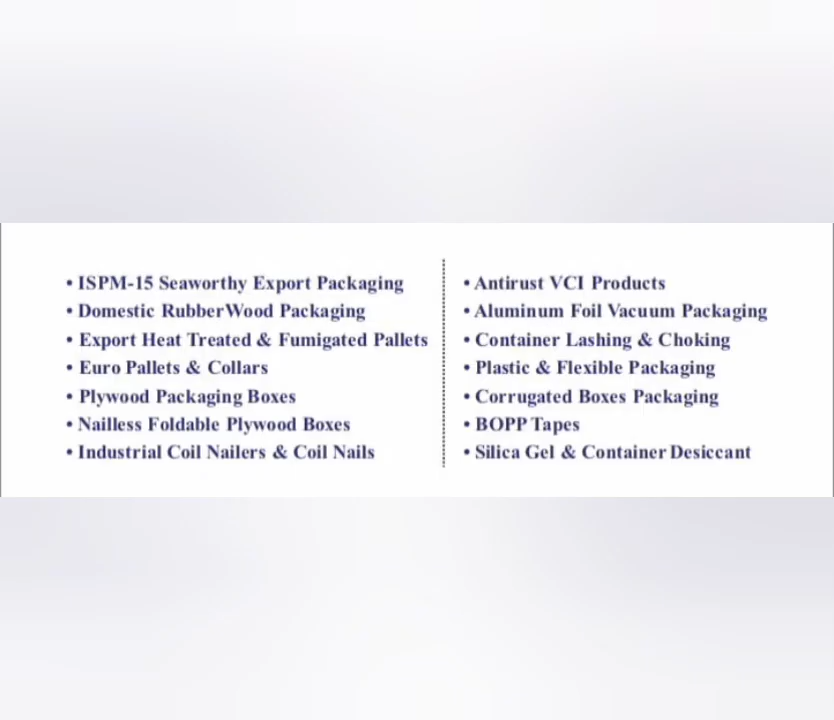 • ISPM-15 Seaworthy Export Packaging
• Domestic RubberWood Packaging
• Export Heat Treated & Fumigated Pallets
• Euro Pallets & Collars
• Plywood Packaging Boxes
• Nailless Foldable Plywood Boxes
• Industrial Coil Nailers & Coil Nails
• Antirust VCI Products
• Aluminum Foil Vacuum Packaging
• Container Lashing & Choking
• Plastic & Flexible Packaging
• Corrugated Boxes Packaging
• BOPP Tapes
• Silica Gel & Container Desiccant